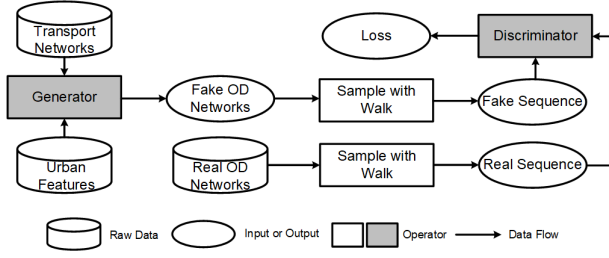 Transport
Networks
Loss
Discriminator
Generator
Fake OD
Networks
Sample with
Walk
Fake Sequence
Urban
Features
Real OD
Networks
Sample with
Walk
Real Sequence
Raw Data
Input or Output
Operator
Data Flow